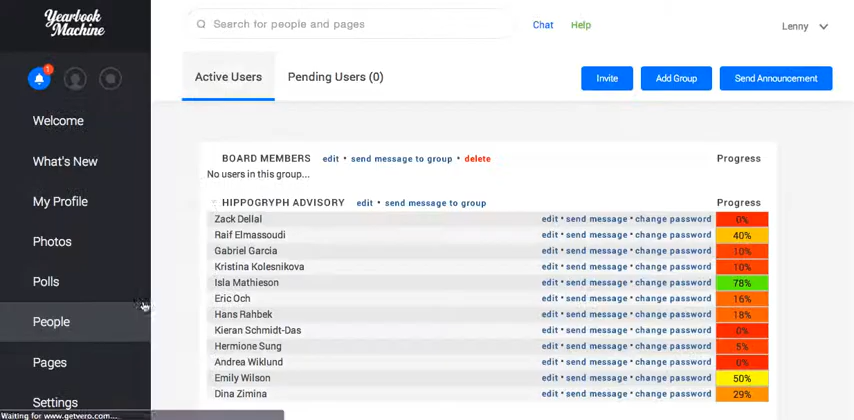 Yearbook
Machine
Search for people and pages
Chat
Help
Lenny
1
Active Users
Pending Users (0)
Invite
Add Group
Send Announcement
Welcome
What's New
My Profile
Photos
Polls
People
Pages
Settings
BOARD MEMBERS edit • send message to group • delete Progress
No users in this group...
HIPPOGRYPH ADVISORY edit • send message to group Progress
Zack Dellal edit • send message • change password 0%
Raif Elmassoudi edit • send message • change password 40%
Gabriel Garcia edit • send message • change password 10%
Kristina Kolesnikova edit • send message • change password 10%
Isla Mathieson edit • send message • change password 78%
Eric Och edit • send message • change password 16%
Hans Rahbek edit • send message • change password 18%
Kieran Schmidt-Das edit • send message • change password 0%
Hermione Sung edit • send message • change password 5%
Andrea Wiklund edit • send message • change password 0%
Emily Wilson edit • send message • change password 50%
Dina Zimina edit • send message • change password 29%
Waiting for www.getvero.com...